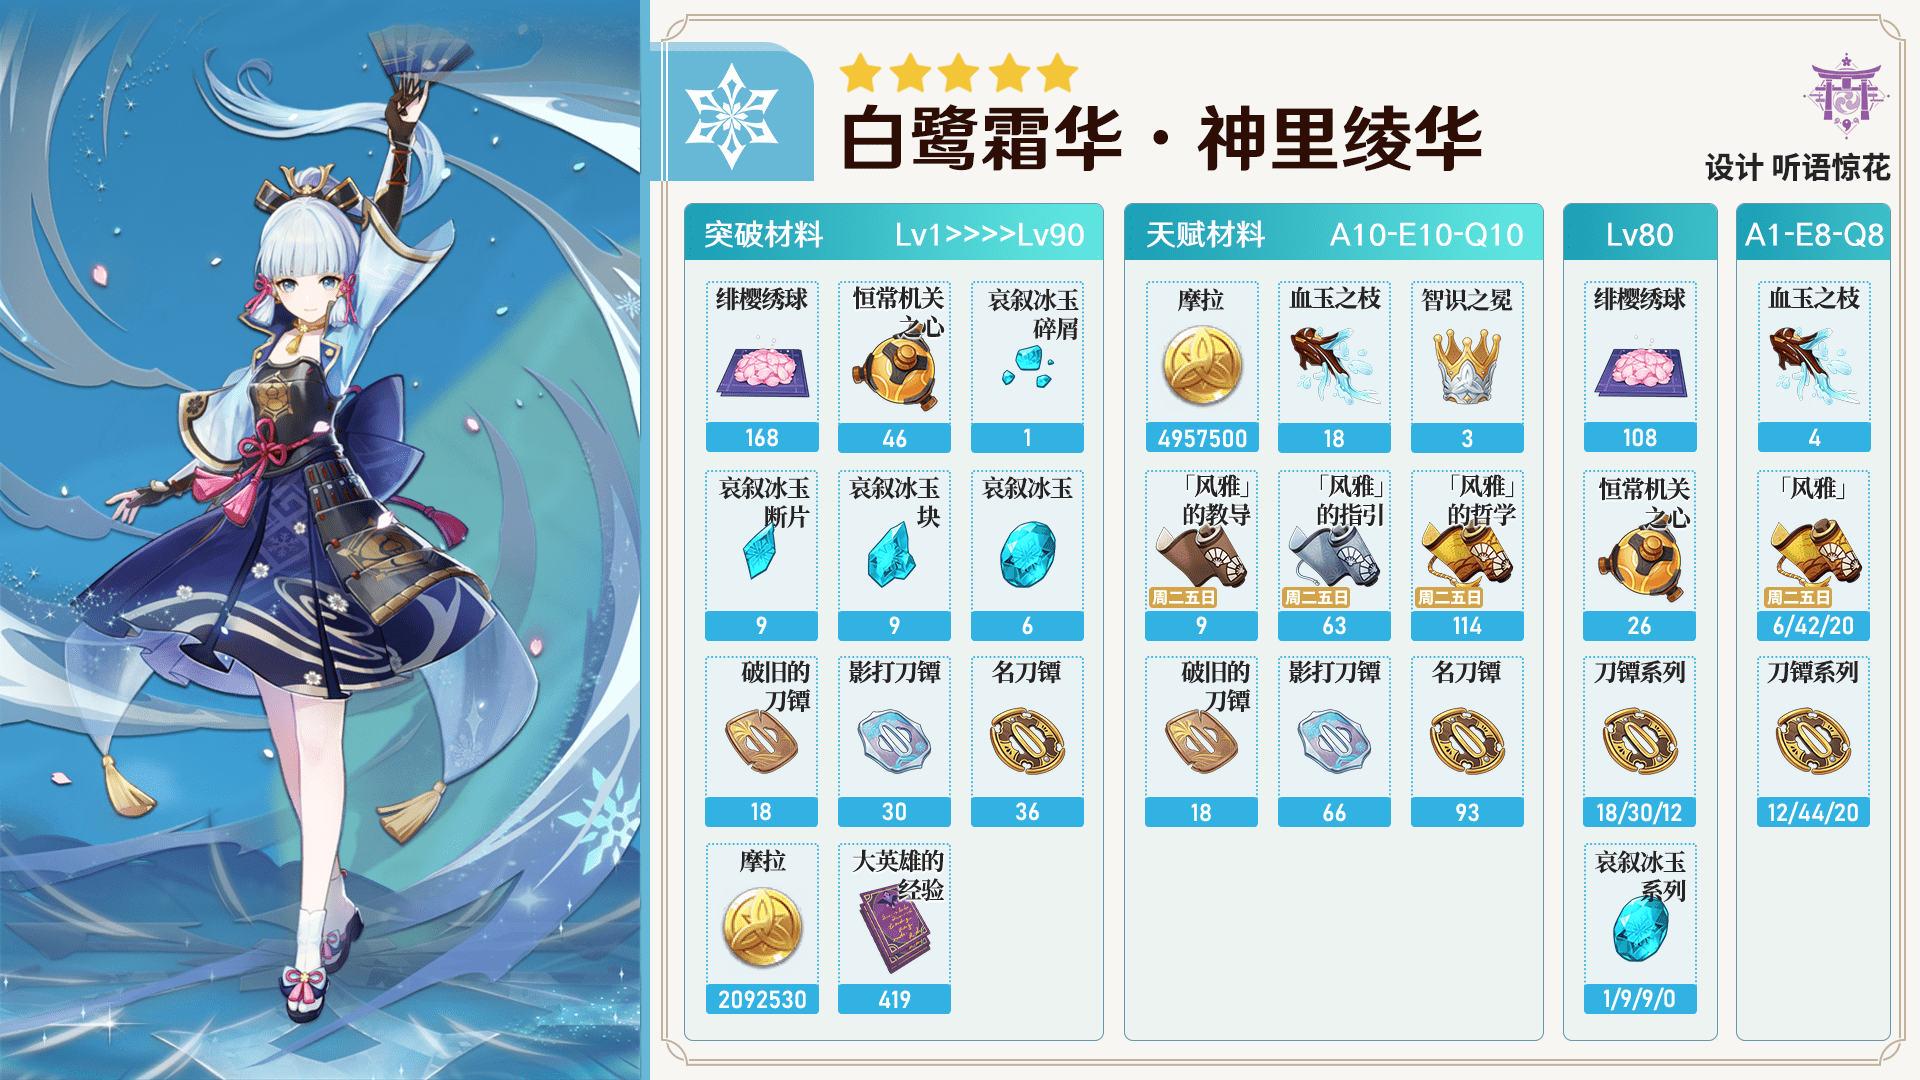 白鹭霜华·神里绫华
设计 听语惊花
突破材料 Lv1>>>>Lv90
绯樱绣球
168
恒常机关
之心
46
哀叙冰玉
碎屑
1
哀叙冰玉
断片
9
哀叙冰玉
块
9
哀叙冰玉
6
破旧的
刀镡
18
影打刀镡
30
名刀镡
36
摩拉
2092530
大英雄的
经验
419
天赋材料 A10-E10-Q10
摩拉
4957500
血玉之枝
18
智识之冕
3
「风雅」
的教导
周二五日
9
「风雅」
的指引
周二五日
63
「风雅」
的哲学
周二五日
114
破旧的
刀镡
18
影打刀镡
66
名刀镡
93
Lv80
绯樱绣球
108
恒常机关
之心
26
刀镡系列
18/30/12
哀叙冰玉
系列
1/9/9/0
A1-E8-Q8
血玉之枝
4
「风雅」
周二五日
6/42/20
刀镡系列
12/44/20